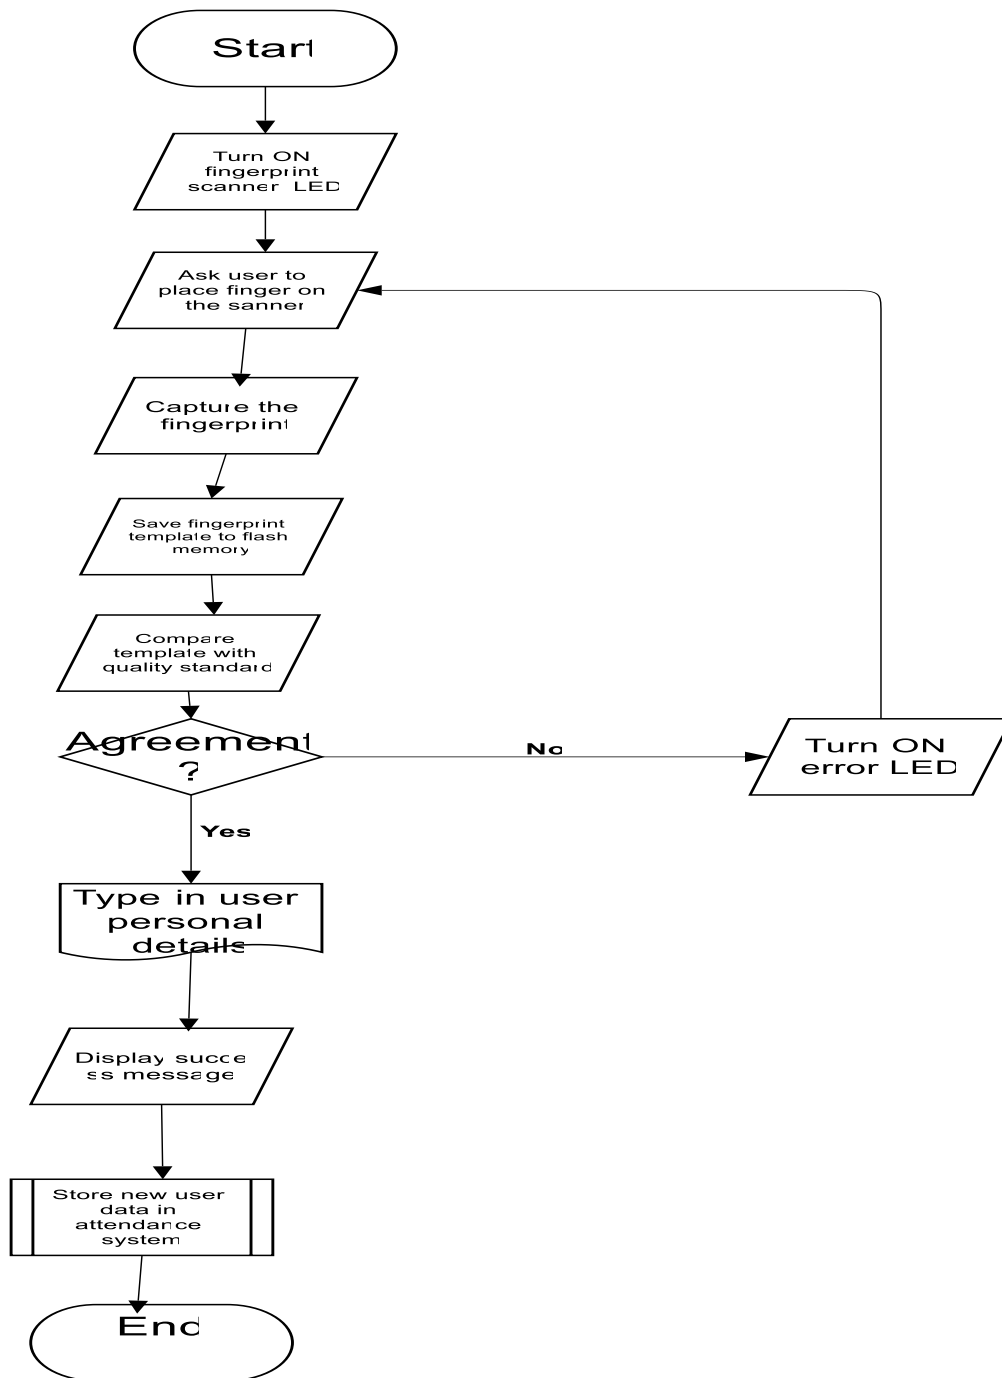 Start
Turn ON
fingerprint
scanner LED
Ask user to
place finger on
the sanner
Capture the
fingerprint
Save fingerprint
template to flash
memory
Compare
template with
quality standard
Agreement
?
No
Turn ON
error LED
Yes
Type in user
personal
details
Display succe
ss message
Store new user
data in
attendance
system
End